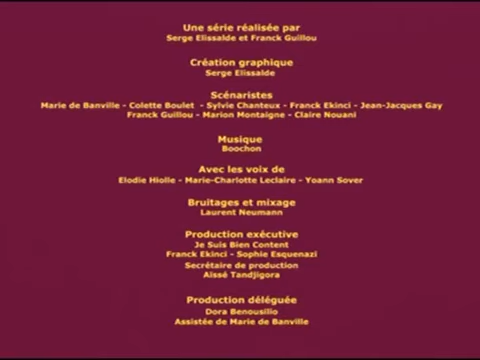 Une série réalisée par
Serge Elissalde et Franck Guillou
Création graphique
Serge Elissalde
Scénaristes
Marie de Banville - Colette Boulet - Sylvie Chanteux - Franck Ekinci - Jean-Jacques Gay
Franck Guillou - Marion Montaigne - Claire Nouani
Musique
Boochon
Avec les voix de
Elodie Hiolle - Marie-Charlotte Leclaire - Yoann Sover
Bruitages et mixage
Laurent Neumann
Production exécutive
Je Suis Bien Content
Franck Ekinci - Sophie Esquenazi
Secrétaire de production
Aïssé Tandjigora
Production déléguée
Dora Benousilio
Assistée de Marie de Banville